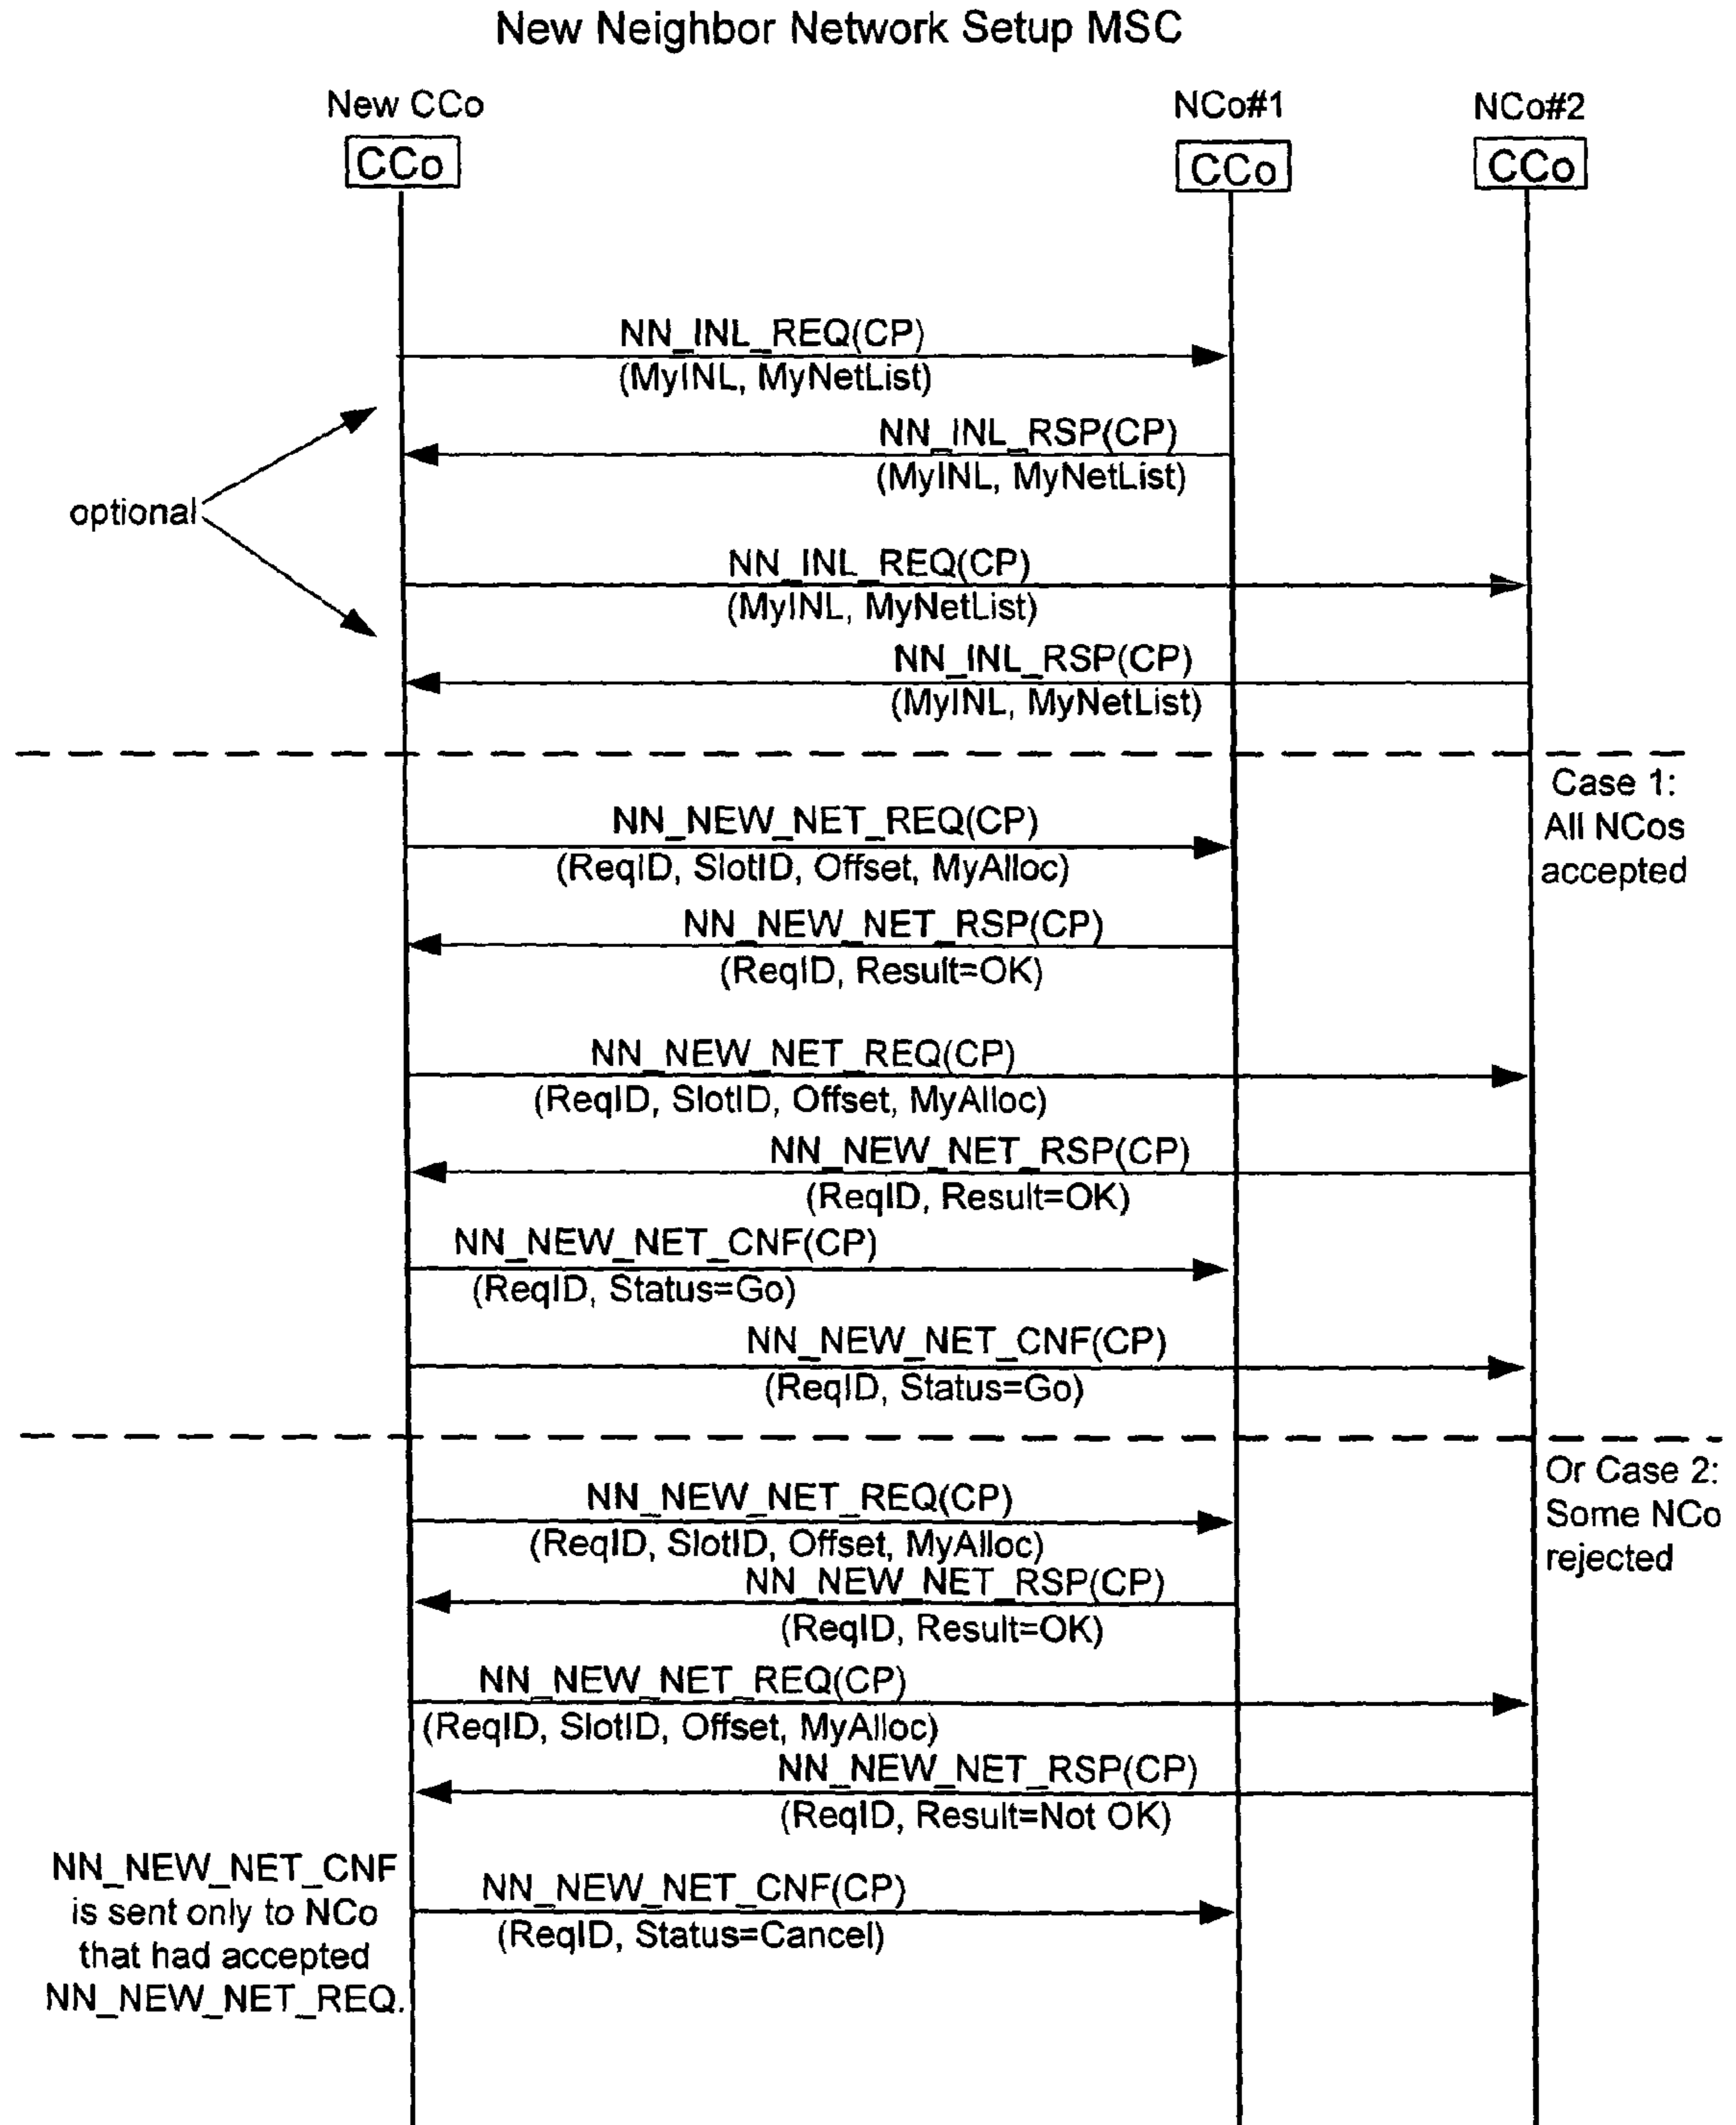 New Neighbor Network Setup MSC
New CCo
NCo#1
NCo#2
CCo
CCo
CCo
NN_INL_REQ(CP)
(MyINL, MyNetList)
NN_INL_RSP(CP)
(MyINL, MyNetList)
optional
NN_INL_REQ(CP)
(MyINL, MyNetList)
NN_INL_RSP(CP)
(MyINL, MyNetList)
Case 1:
All NCos
accepted
NN_NEW_NET_REQ(CP)
(ReqID, SlotID, Offset, MyAlloc)
NN_NEW_NET_RSP(CP)
(ReqID, Result=OK)
NN_NEW_NET_REQ(CP)
(ReqID, SlotID, Offset, MyAlloc)
NN_NEW_NET_RSP(CP)
(ReqID, Result=OK)
NN_NEW_NET_CNF(CP)
(ReqID, Status=Go)
NN_NEW_NET_CNF(CP)
(ReqID, Status=Go)
Or Case 2:
Some NCo
rejected
NN_NEW_NET_REQ(CP)
(ReqID, SlotID, Offset, MyAlloc)
NN_NEW_NET_RSP(CP)
(ReqID, Result=OK)
NN_NEW_NET_REQ(CP)
(ReqID, SlotID, Offset, MyAlloc)
NN_NEW_NET_RSP(CP)
(ReqID, Result=Not OK)
NN_NEW_NET_CNF
is sent only to NCo
that had accepted
NN_NEW_NET_REQ.
NN_NEW_NET_CNF(CP)
(ReqID, Status=Cancel)